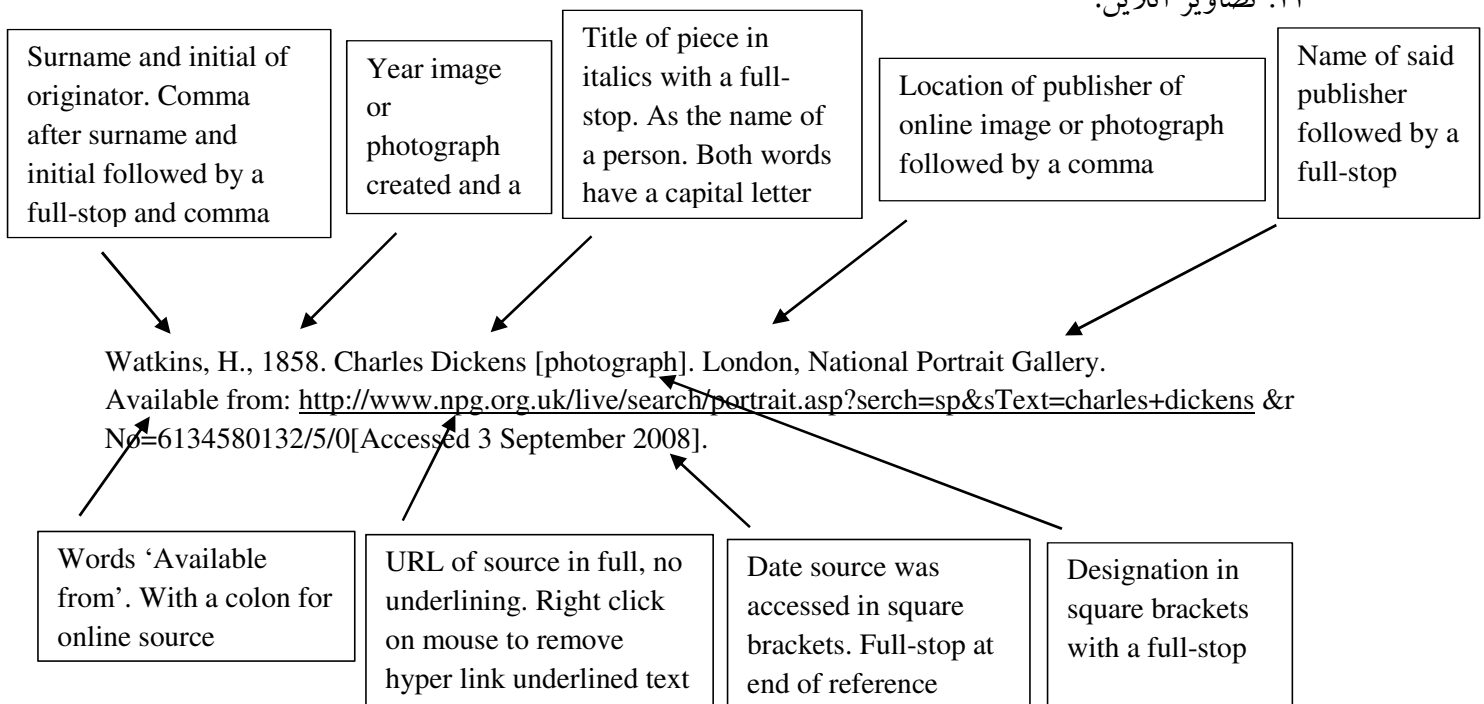 تصاویر آنلاین:
Surname and initial of
originator. Comma
after surname and
initial followed by a
full-stop and comma
Year image
or
photograph
created and a
Title of piece in
italics with a full-
stop. As the name of
a person. Both words
have a capital letter
Location of publisher of
online image or photograph
followed by a comma
Name of said
publisher
followed by a
full-stop
Watkins, H., 1858. Charles Dickens [photograph]. London, National Portrait Gallery.
Available from: http://www.npg.org.uk/live/search/portrait.asp?serch=sp&sText=charles+dickens &r
No=6134580132/5/0[Accessed 3 September 2008].
Words ‘Available
from’. With a colon for
online source
URL of source in full, no
underlining. Right click
on mouse to remove
hyper link underlined text
Date source was
accessed in square
brackets. Full-stop at
end of reference
Designation in
square brackets
with a full-stop